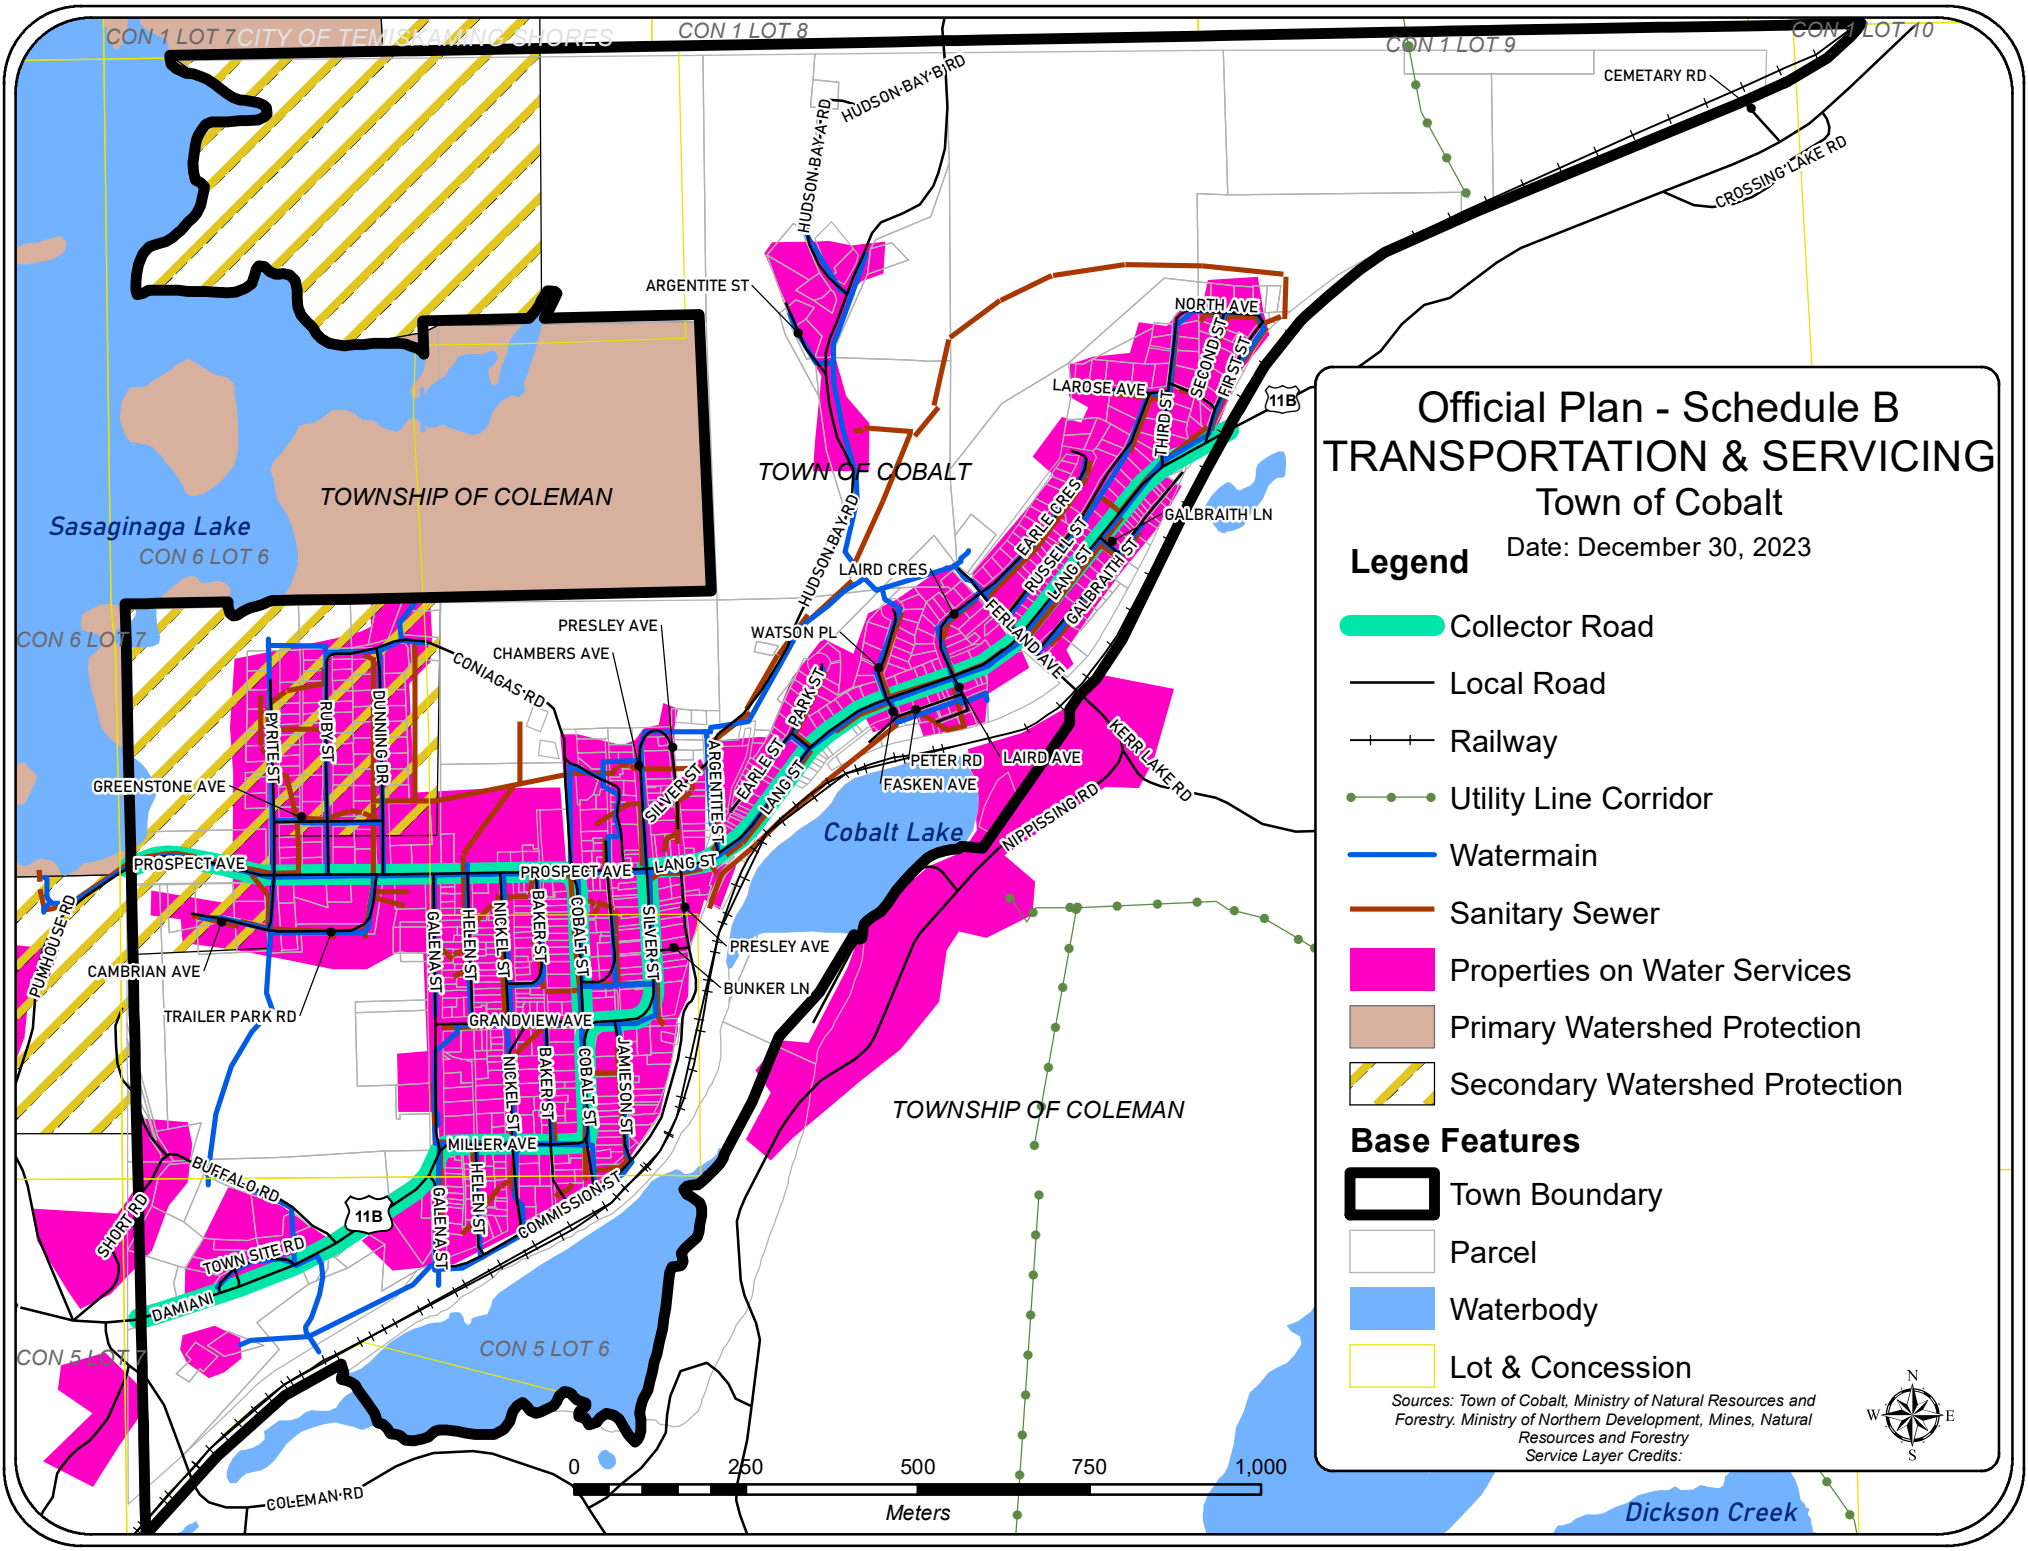 CON 1 LOT 7
CITY OF TEMISKAMING SHORES
CON 1 LOT 8
CON 1 LOT 9
CON 1 LOT 10
CEMETARY RD
HUDSON BAY B RD
HUDSON BAY A RD
CROSSING LAKE RD
ARGENTITE ST
NORTH AVE
SECOND ST
FIRST ST
LAROSE AVE
THIRD ST
11B
TOWNSHIP OF COLEMAN
TOWN OF COBALT
Sasaginaga Lake
CON 6 LOT 6
HUDSON BAY RD
EARLE CRES
RUSSELL ST
LANG ST
GALBRAITH LN
GALBRAITH ST
LAIRD CRES
FERLAND AVE
CON 6 LOT 7
PRESLEY AVE
WATSON PL
CHAMBERS AVE
CONIAGAS RD
PARK ST
PYRITE ST
RUBY ST
DUNNING DR
GREENSTONE AVE
SILVER ST
ARGENTITE ST
EARLE ST
LANG ST
PETER RD
LAIRD AVE
FASKEN AVE
KERR LAKE RD
NIPPISSING RD
Cobalt Lake
PROSPECT AVE
PROSPECT AVE
LANG ST
PUMHOUSE RD
GALENA ST
HELEN ST
NICKEL ST
BAKER ST
COBALT ST
SILVER ST
PRESLEY AVE
CAMBRIAN AVE
BUNKER LN
TRAILER PARK RD
GRANDVIEW AVE
NICKEL ST
BAKER ST
COBALT ST
JAMIESON ST
TOWNSHIP OF COLEMAN
MILLER AVE
BUFFALO RD
HELEN ST
GALENA ST
COMMISSION ST
11B
SHORT RD
TOWN SITE RD
DAMIANI
CON 5 LOT 7
CON 5 LOT 6
COLEMAN RD
0 250 500 750 1,000
Meters
Dickson Creek
Official Plan - Schedule B
TRANSPORTATION & SERVICING
Town of Cobalt
Date: December 30, 2023
Legend
Collector Road
Local Road
Railway
Utility Line Corridor
Watermain
Sanitary Sewer
Properties on Water Services
Primary Watershed Protection
Secondary Watershed Protection
Base Features
Town Boundary
Parcel
Waterbody
Lot & Concession
Sources: Town of Cobalt, Ministry of Natural Resources and
Forestry. Ministry of Northern Development, Mines, Natural
Resources and Forestry
Service Layer Credits:
N
W E
S